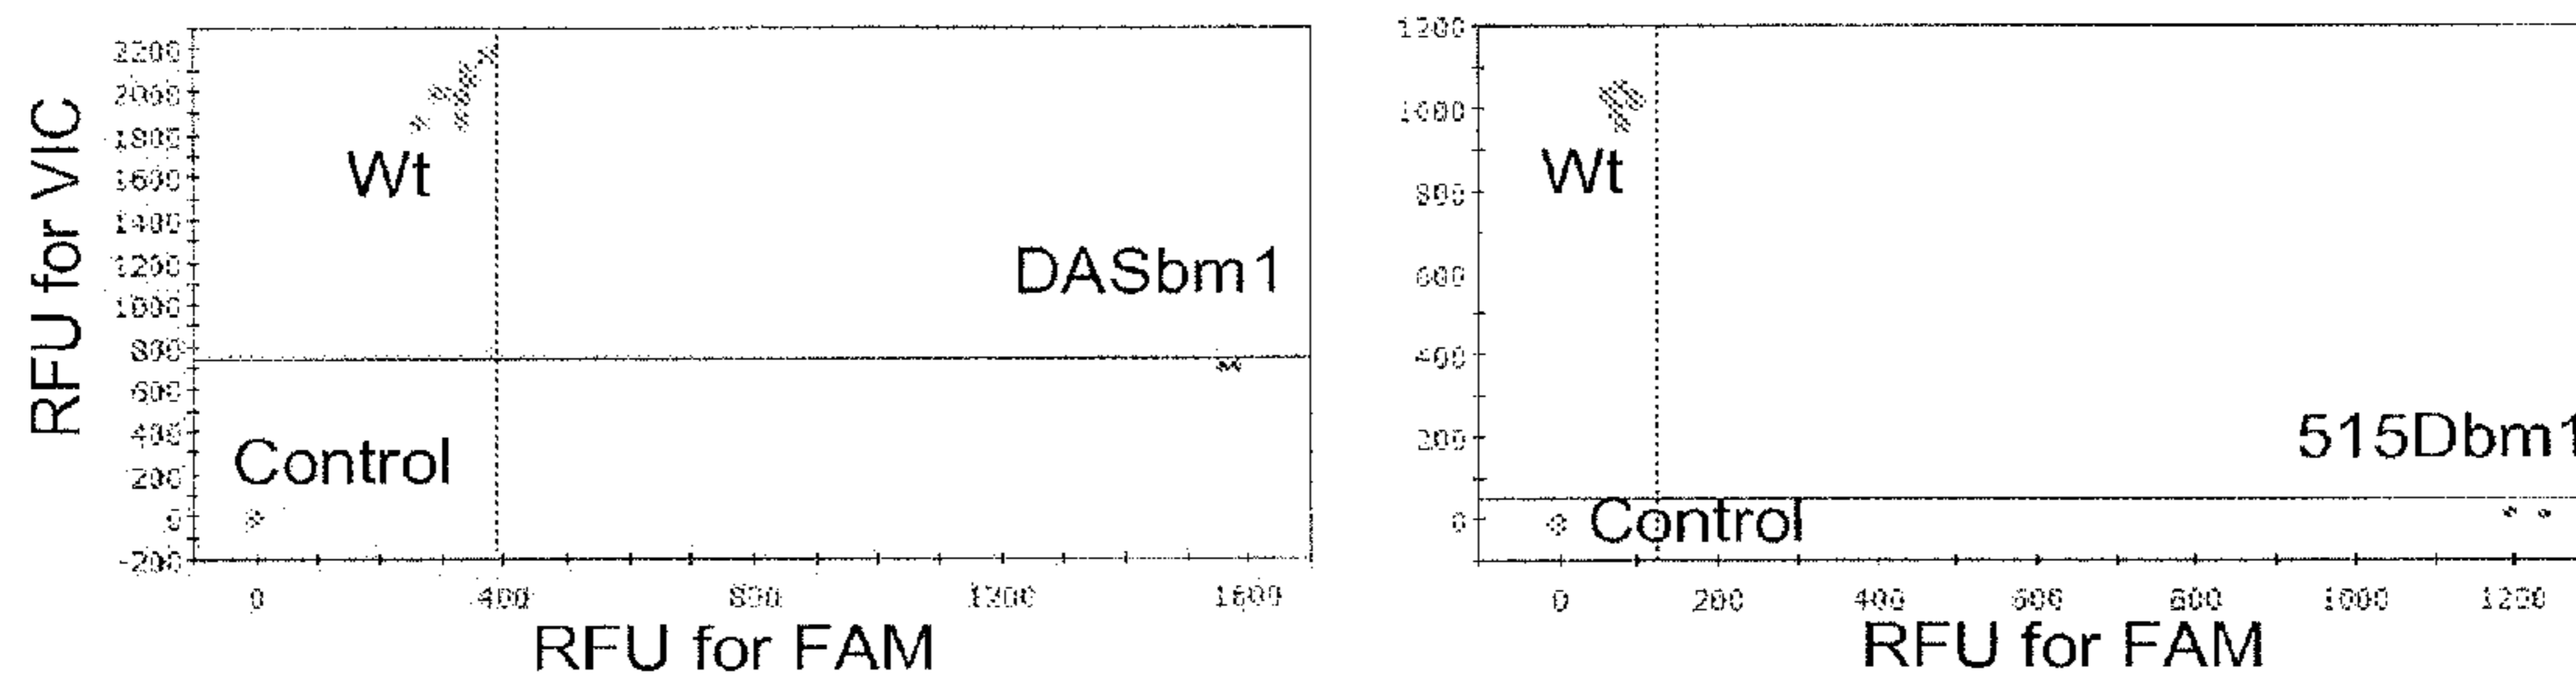 RFU for VIC
2200
2000
1800
1600
1400
1200
1000
800
600
400
200
0
-200
Wt
DASbm1
Control
0 400 800 1200 1600
RFU for FAM
1200
1000
800
600
400
200
0
Wt
515Dbm1
Control
0 200 400 600 800 1000 1200
RFU for FAM